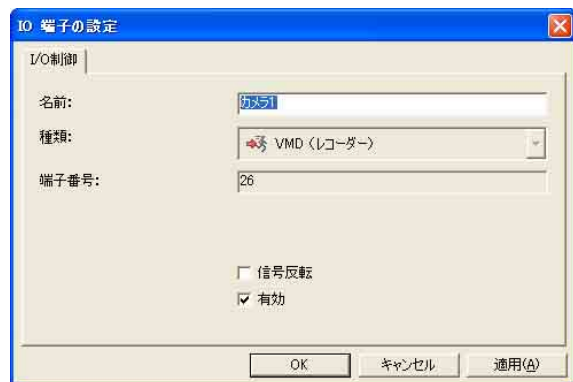 IO 端子の設定
I/O制御
名前: カメラ1
種類: VMD（レコーダー）
端子番号: 26
信号反転
有効
OK キャンセル 適用(A)